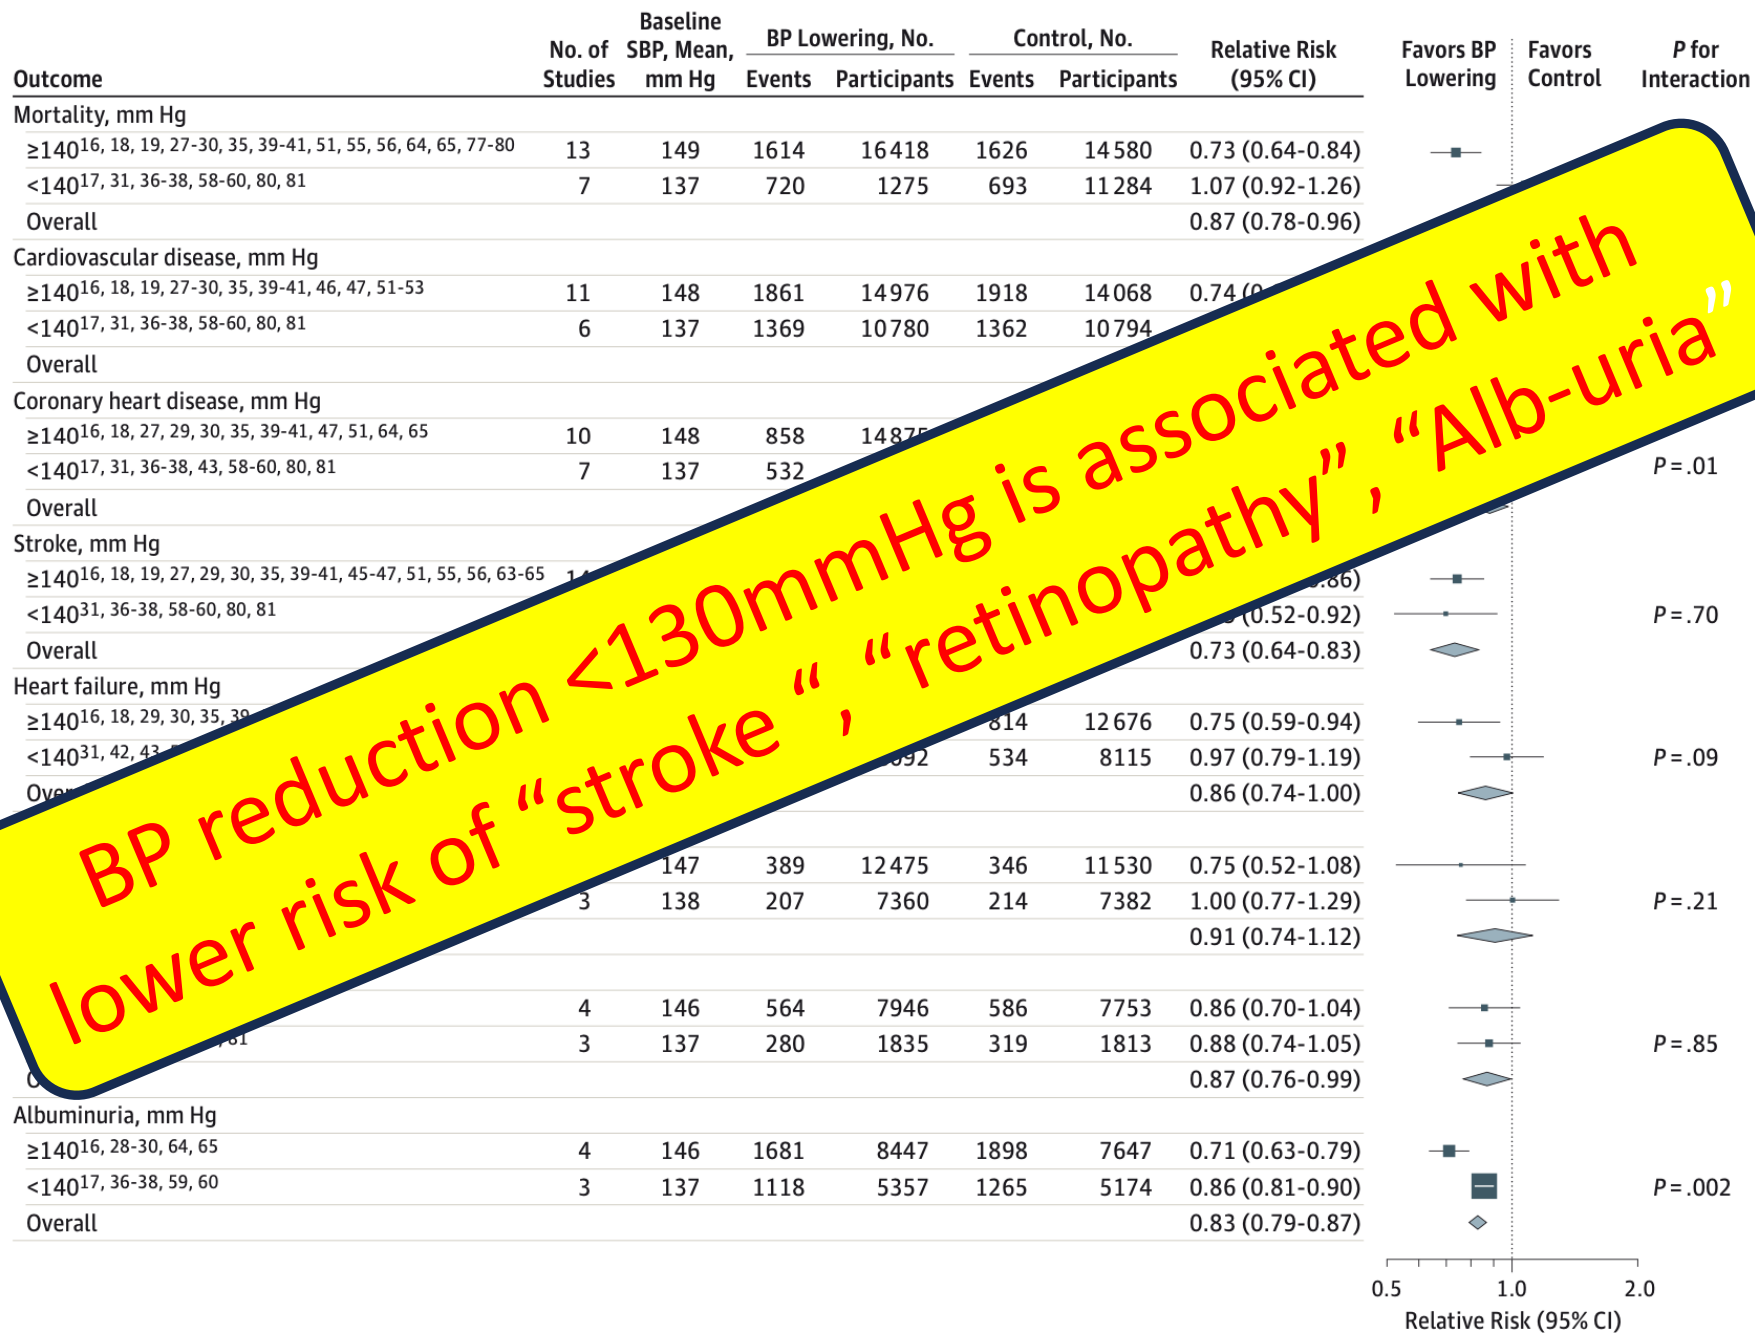 Outcome No. of Studies Baseline SBP, Mean, mm Hg BP Lowering, No. Events Participants Control, No. Events Participants Relative Risk (95% CI) Favors BP Lowering Favors Control P for Interaction
Mortality, mm Hg
≥140 16, 18, 19, 27-30, 35, 39-41, 51, 55, 56, 64, 65, 77-80 13 149 1614 16418 1626 14580 0.73 (0.64-0.84)
<140 17, 31, 36-38, 58-60, 80, 81 7 137 720 1275 693 11284 1.07 (0.92-1.26)
Overall 0.87 (0.78-0.96)
Cardiovascular disease, mm Hg
≥140 16, 18, 19, 27-30, 35, 39-41, 46, 47, 51-53 11 148 1861 14976 1918 14068 0.74
<140 17, 31, 36-38, 58-60, 80, 81 6 137 1369 10780 1362 10794
Overall
Coronary heart disease, mm Hg
≥140 16, 18, 27, 29, 30, 35, 39-41, 47, 51, 64, 65 10 148 858
<140 17, 31, 36-38, 43, 58-60, 80, 81 7 137 532 P = .01
Overall
Stroke, mm Hg
≥140 16, 18, 19, 27, 29, 30, 35, 39-41, 45-47, 51, 55, 56, 63-65
<140 31, 36-38, 58-60, 80, 81 (0.52-0.92) P = .70
Overall 0.73 (0.64-0.83)
Heart failure, mm Hg
≥140 16, 18, 29, 30, 35, 814 12676 0.75 (0.59-0.94)
<140 31, 42, 534 8115 0.97 (0.79-1.19) P = .09
0.86 (0.74-1.00)
147 389 12475 346 11530 0.75 (0.52-1.08)
3 138 207 7360 214 7382 1.00 (0.77-1.29) P = .21
0.91 (0.74-1.12)
4 146 564 7946 586 7753 0.86 (0.70-1.04)
3 137 280 1835 319 1813 0.88 (0.74-1.05) P = .85
0.87 (0.76-0.99)
Albuminuria, mm Hg
≥140 16, 28-30, 64, 65 4 146 1681 8447 1898 7647 0.71 (0.63-0.79)
<140 17, 36-38, 59, 60 3 137 1118 5357 1265 5174 0.86 (0.81-0.90) P = .002
Overall 0.83 (0.79-0.87)
0.5 1.0 2.0
Relative Risk (95% CI)
BP reduction <130mmHg is associated with
lower risk of “stroke “, “retinopathy”, “Alb-uria”